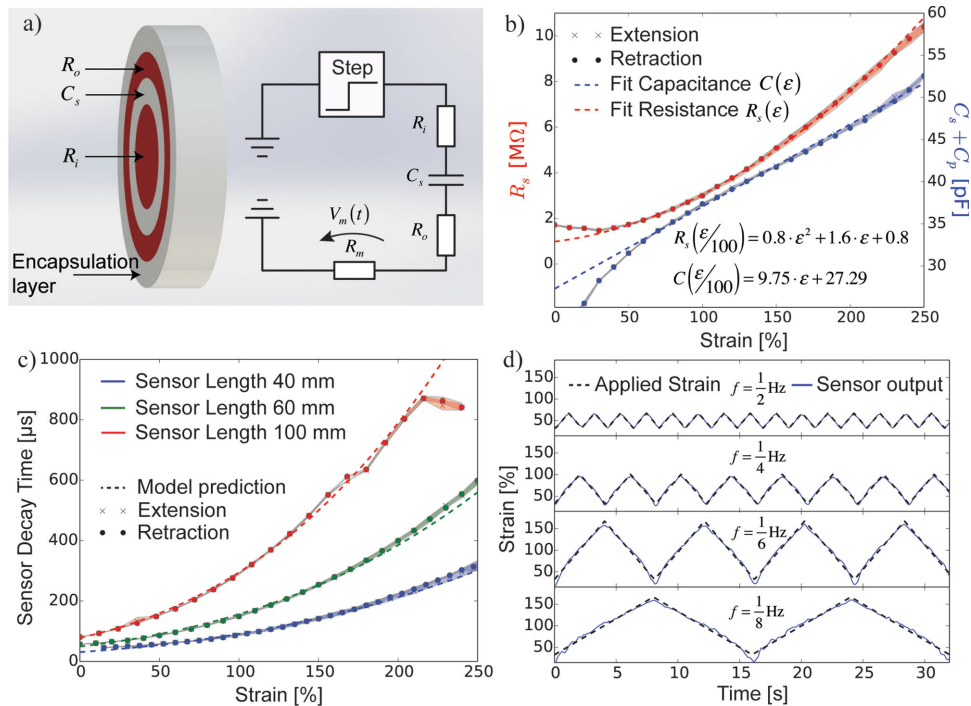 a)
R_o
C_s
R_i
Encapsulation
layer
Step
R_i
C_s
R_o
V_m(t)
R_m
b)
× × Extension
• • Retraction
Fit Capacitance C(ε)
Fit Resistance R_s(ε)
R_s(ε/100)=0.8·ε²+1.6·ε+0.8
C(ε/100)=9.75·ε+27.29
R_s [MΩ]
10
8
6
4
2
0
C_s+C_p [pF]
60
55
50
45
40
35
30
0 50 100 150 200 250
Strain [%]
c)
Sensor Length 40 mm
Sensor Length 60 mm
Sensor Length 100 mm
Model prediction
× × Extension
• • Retraction
Sensor Decay Time [µs]
1000
800
600
400
200
0
0 50 100 150 200 250
Strain [%]
d)
Applied Strain
Sensor output
f=1/2 Hz
150
100
50
f=1/4 Hz
150
100
50
f=1/6 Hz
150
100
50
f=1/8 Hz
150
100
50
Strain [%]
0 5 10 15 20 25 30
Time [s]